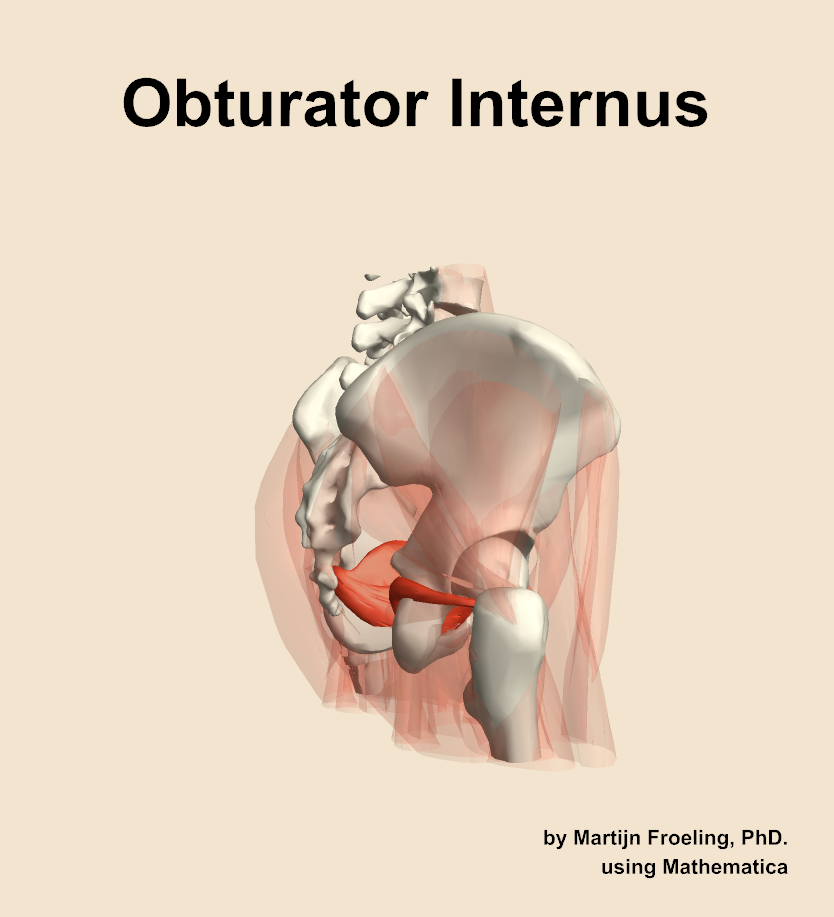 Obturator Internus
by Martijn Froeling, PhD.
using Mathematica